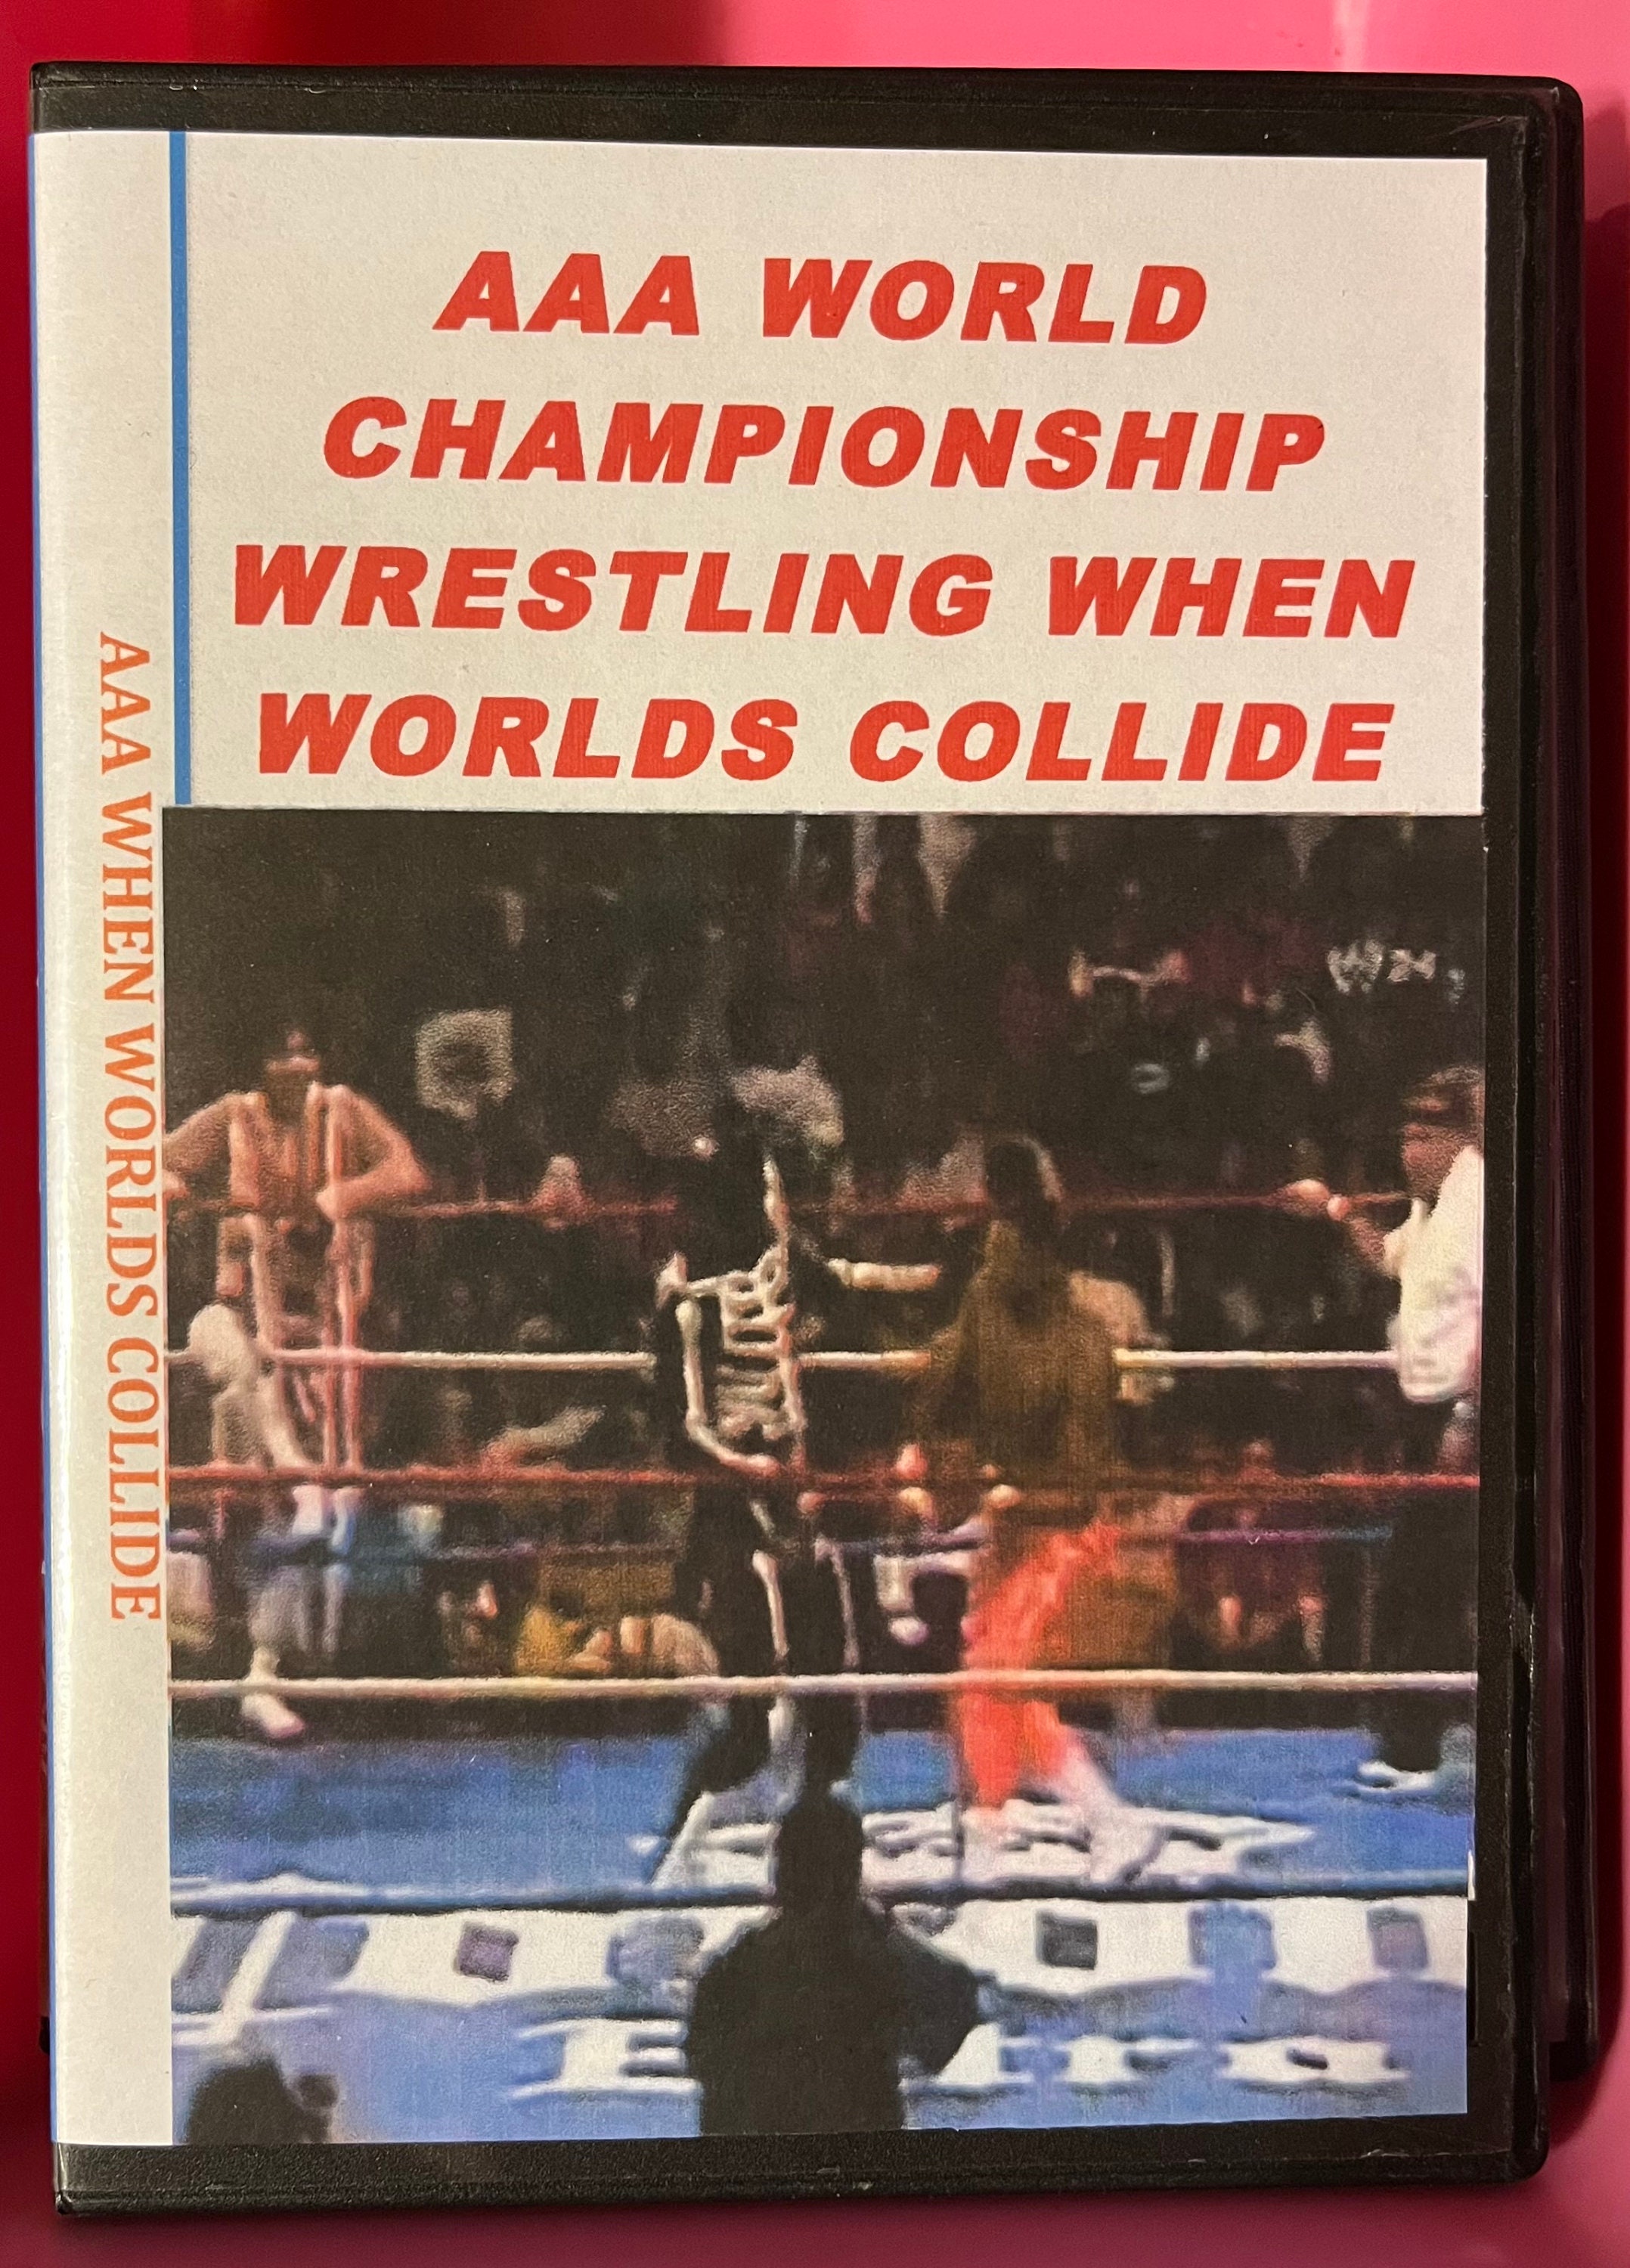 AAA WORLD
CHAMPIONSHIP
WRESTLING WHEN
WORLDS COLLIDE
AAA WHEN WORLDS COLLIDE